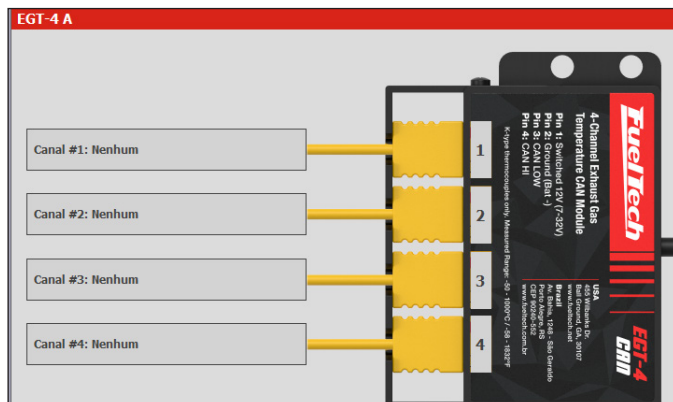 EGT-4 A
Canal #1: Nenhum
Canal #2: Nenhum
Canal #3: Nenhum
Canal #4: Nenhum
1
2
3
4
FuelTech
EGT-4
CAN
4-Channel Exhaust Gas
Temperature CAN Module
Pin 1: Switched 12V (7-32V)
Pin 2: Ground (Bat -)
Pin 3: CAN LOW
Pin 4: CAN HI
K-type thermocouples only. Measured Range: -50 - 1000°C / -58 - 1832°F
USA
455 Wilbanks Dr.
Ball Ground, GA, 30107
www.fueltech.net
Brazil
Av. Bahia, 1248 - São Geraldo
Porto Alegre, RS
CEP 90240-552
www.fueltech.com.br